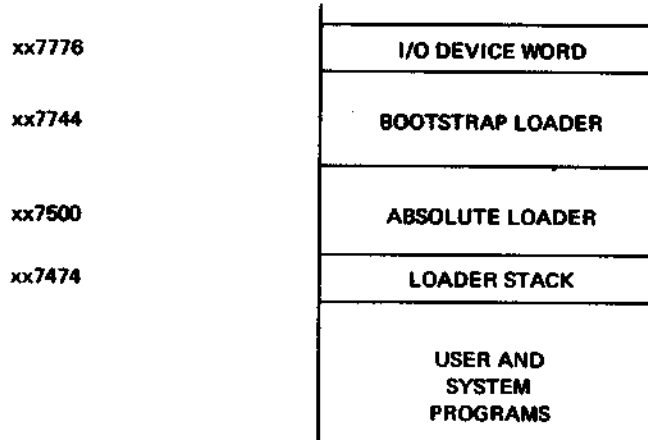 xx7776 I/O DEVICE WORD
xx7744 BOOTSTRAP LOADER
xx7500 ABSOLUTE LOADER
xx7474 LOADER STACK
USER AND
SYSTEM
PROGRAMS